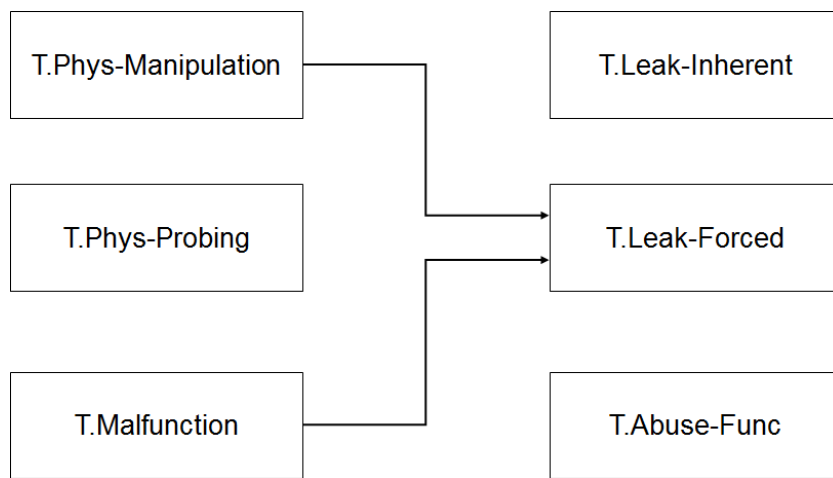 T.Phys-Manipulation
T.Leak-Inherent
T.Phys-Probing
T.Leak-Forced
T.Malfunction
T.Abuse-Func